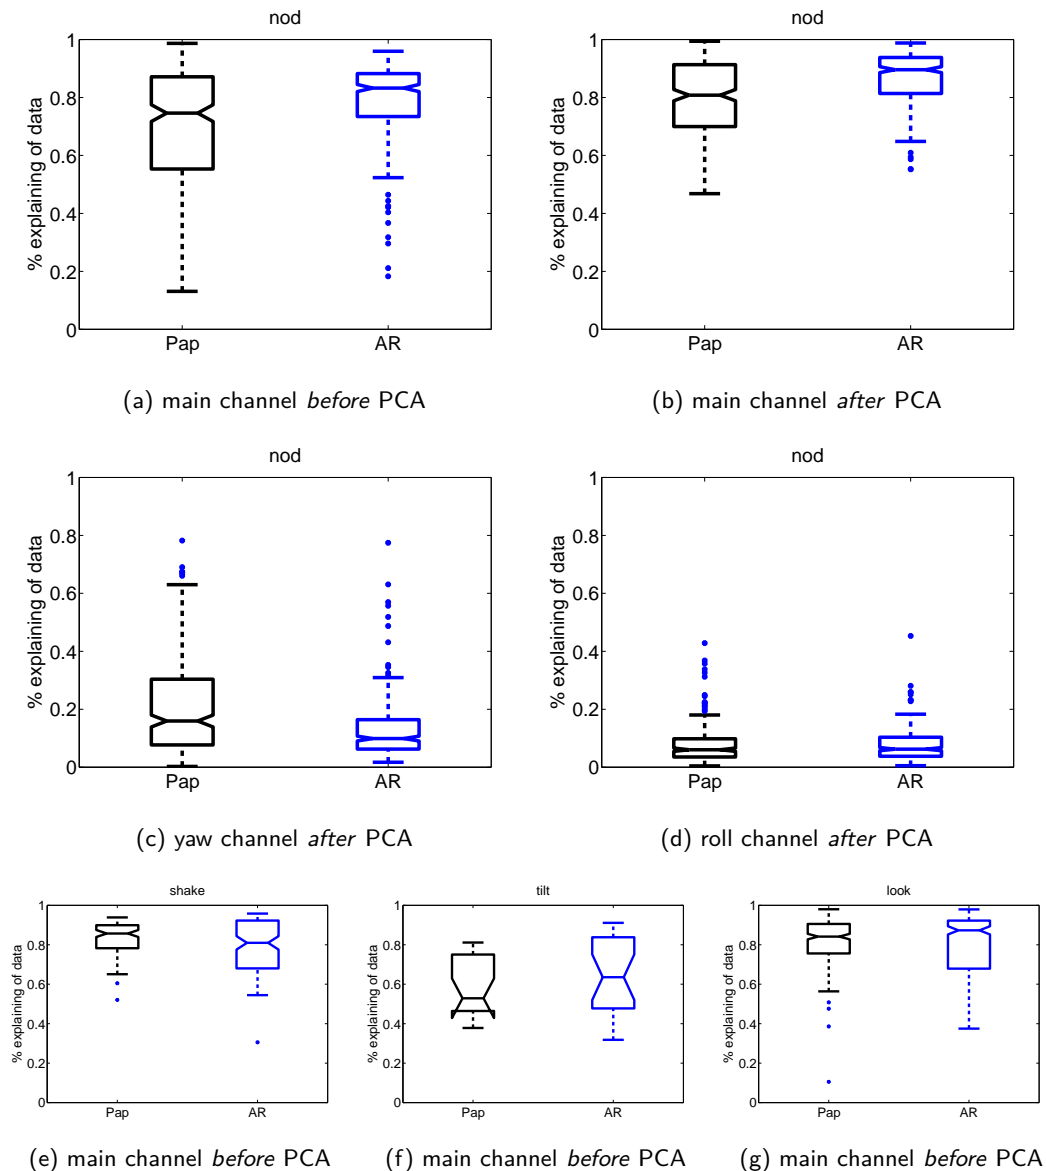 nod
1
0.8
0.6
0.4
0.2
0
% explaining of data
Pap AR
(a) main channel before PCA
nod
1
0.8
0.6
0.4
0.2
0
% explaining of data
Pap AR
(b) main channel after PCA
nod
1
0.8
0.6
0.4
0.2
0
% explaining of data
Pap AR
(c) yaw channel after PCA
nod
1
0.8
0.6
0.4
0.2
0
% explaining of data
Pap AR
(d) roll channel after PCA
shake
1
0.8
0.6
0.4
0.2
0
% explaining of data
Pap AR
(e) main channel before PCA
tilt
1
0.8
0.6
0.4
0.2
0
% explaining of data
Pap AR
(f) main channel before PCA
look
1
0.8
0.6
0.4
0.2
0
% explaining of data
Pap AR
(g) main channel before PCA